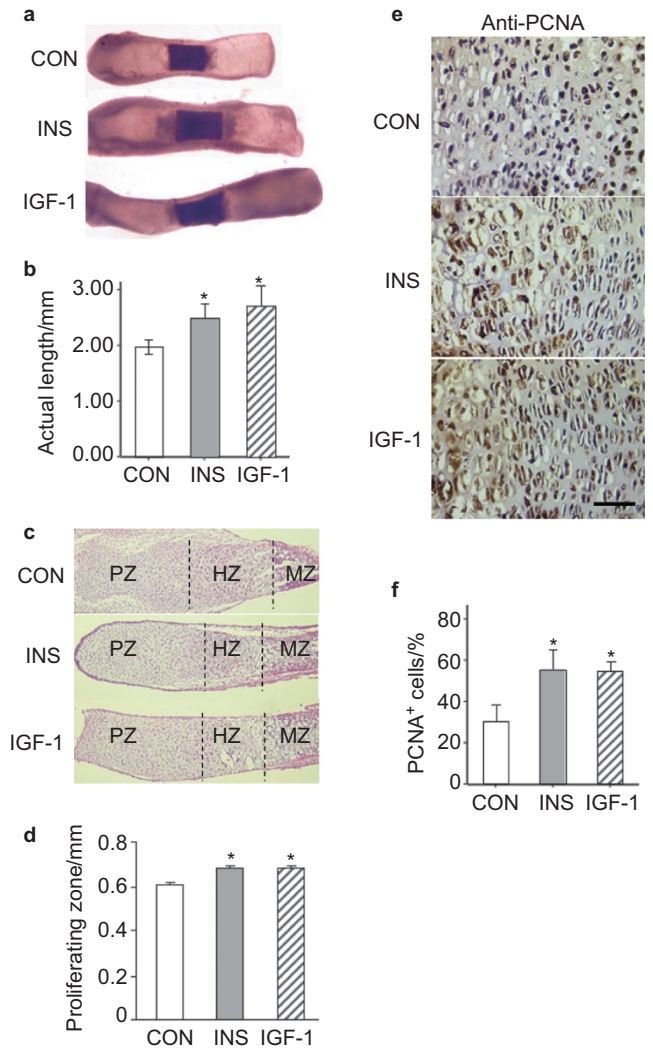 a
CON
INS
IGF-1
b
Actual length/mm
3.00
2.00
1.00
0.00
*
*
CON INS IGF-1
c
CON
PZ HZ MZ
INS
PZ HZ MZ
IGF-1
PZ HZ MZ
d
Proliferating zone/mm
0.8
0.6
0.4
0.2
0
*
*
CON INS IGF-1
e
Anti-PCNA
CON
INS
IGF-1
f
PCNA⁺ cells/%
80
60
40
20
0
*
*
CON INS IGF-1